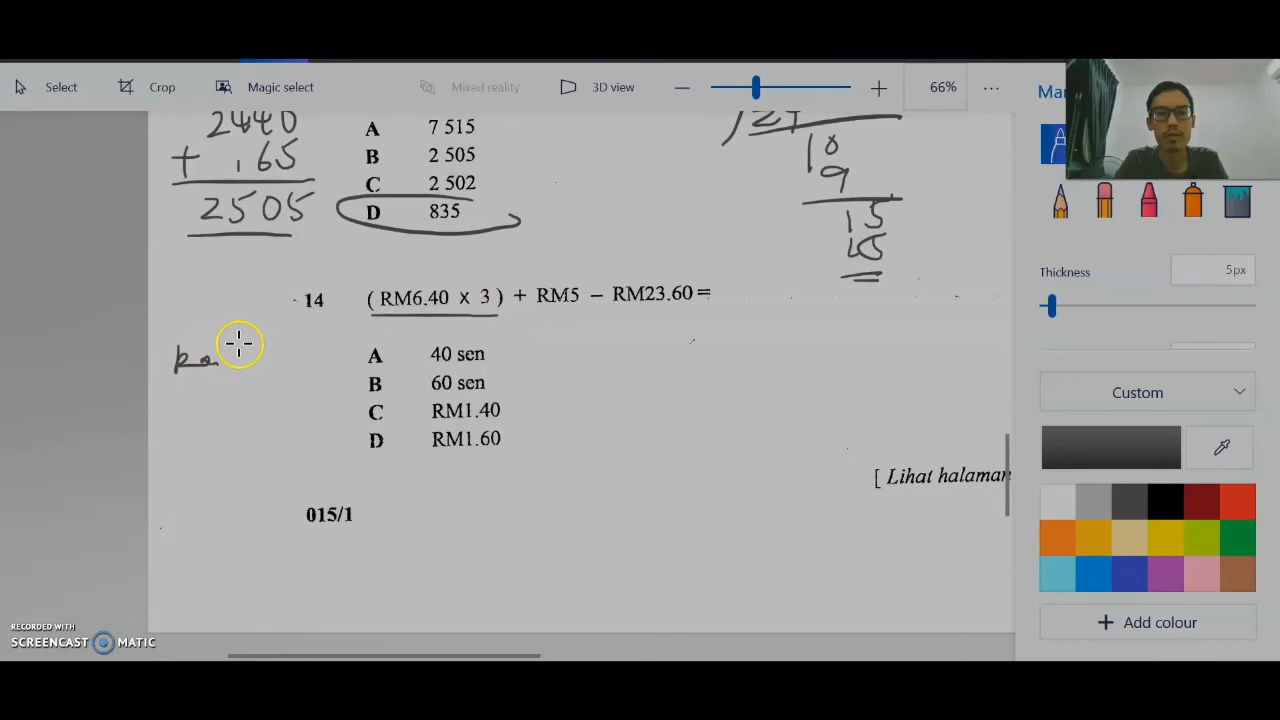 Select
Crop
Magic select
Mixed reality
3D view
66%
2440
+ 165
2505
A 7 515
B 2 505
C 2 502
D 835
10
9
15
15
14 ( RM6.40 x 3 ) + RM5 – RM23.60 =
A 40 sen
B 60 sen
C RM1.40
D RM1.60
[ Lihat halaman
015/1
Thickness
5px
Custom
+ Add colour
RECORDED WITH
SCREENCAST MATIC